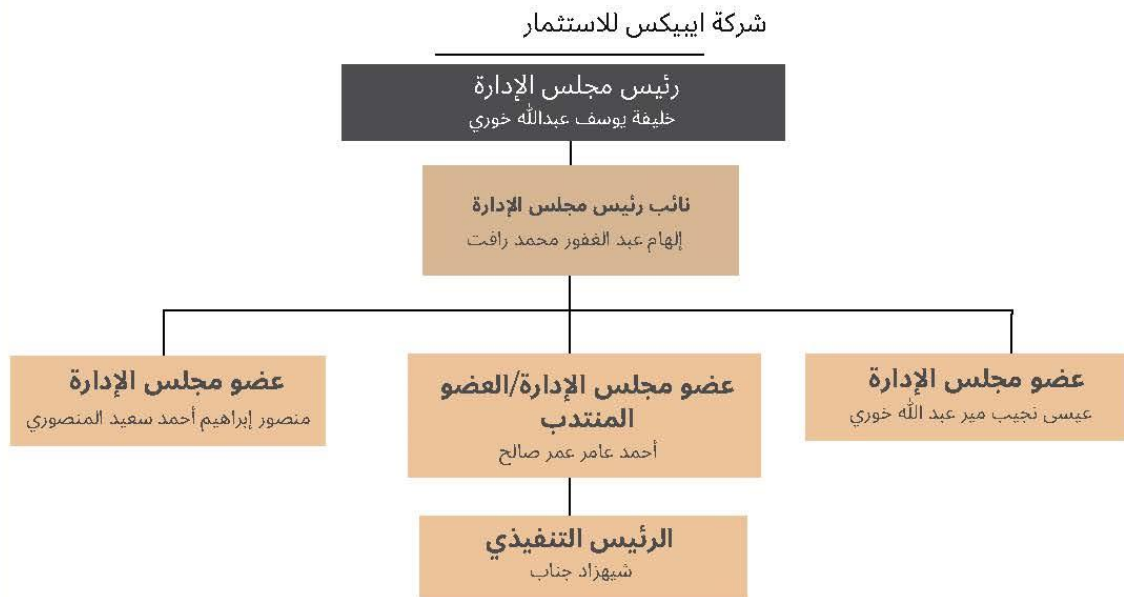 شركة ايبيكس للاستثمار
رئيس مجلس الإدارة
خليفة يوسف عبدالله خوري
نائب رئيس مجلس الإدارة
إلهام عبد الغفور محمد رافت
عضو مجلس الإدارة
عيسى نجيب مير عبد الله خوري
عضو مجلس الإدارة/العضو
المنتدب
أحمد عامر عمر صالح
عضو مجلس الإدارة
منصور إبراهيم أحمد سعيد المنصوري
الرئيس التنفيذي
شيهزاد جناب